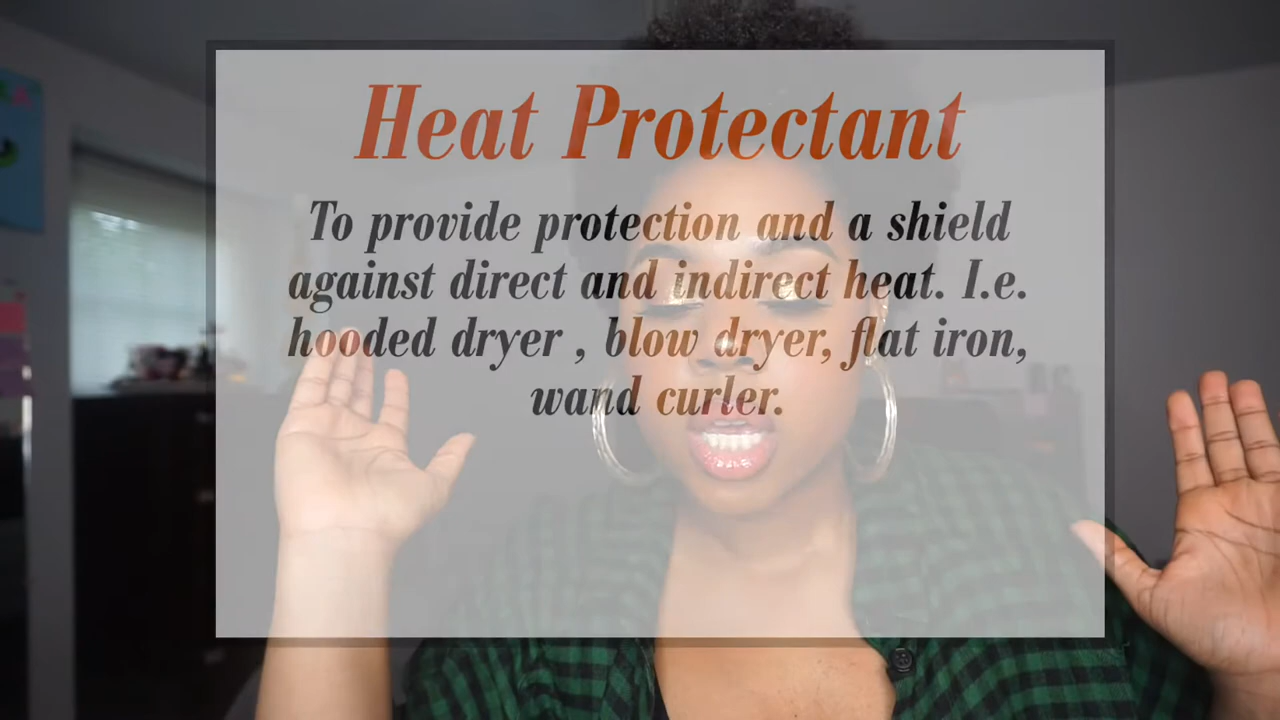 Heat Protectant
To provide protection and a shield
against direct and indirect heat. I.e.
hooded dryer , blow dryer, flat iron,
wand curler.